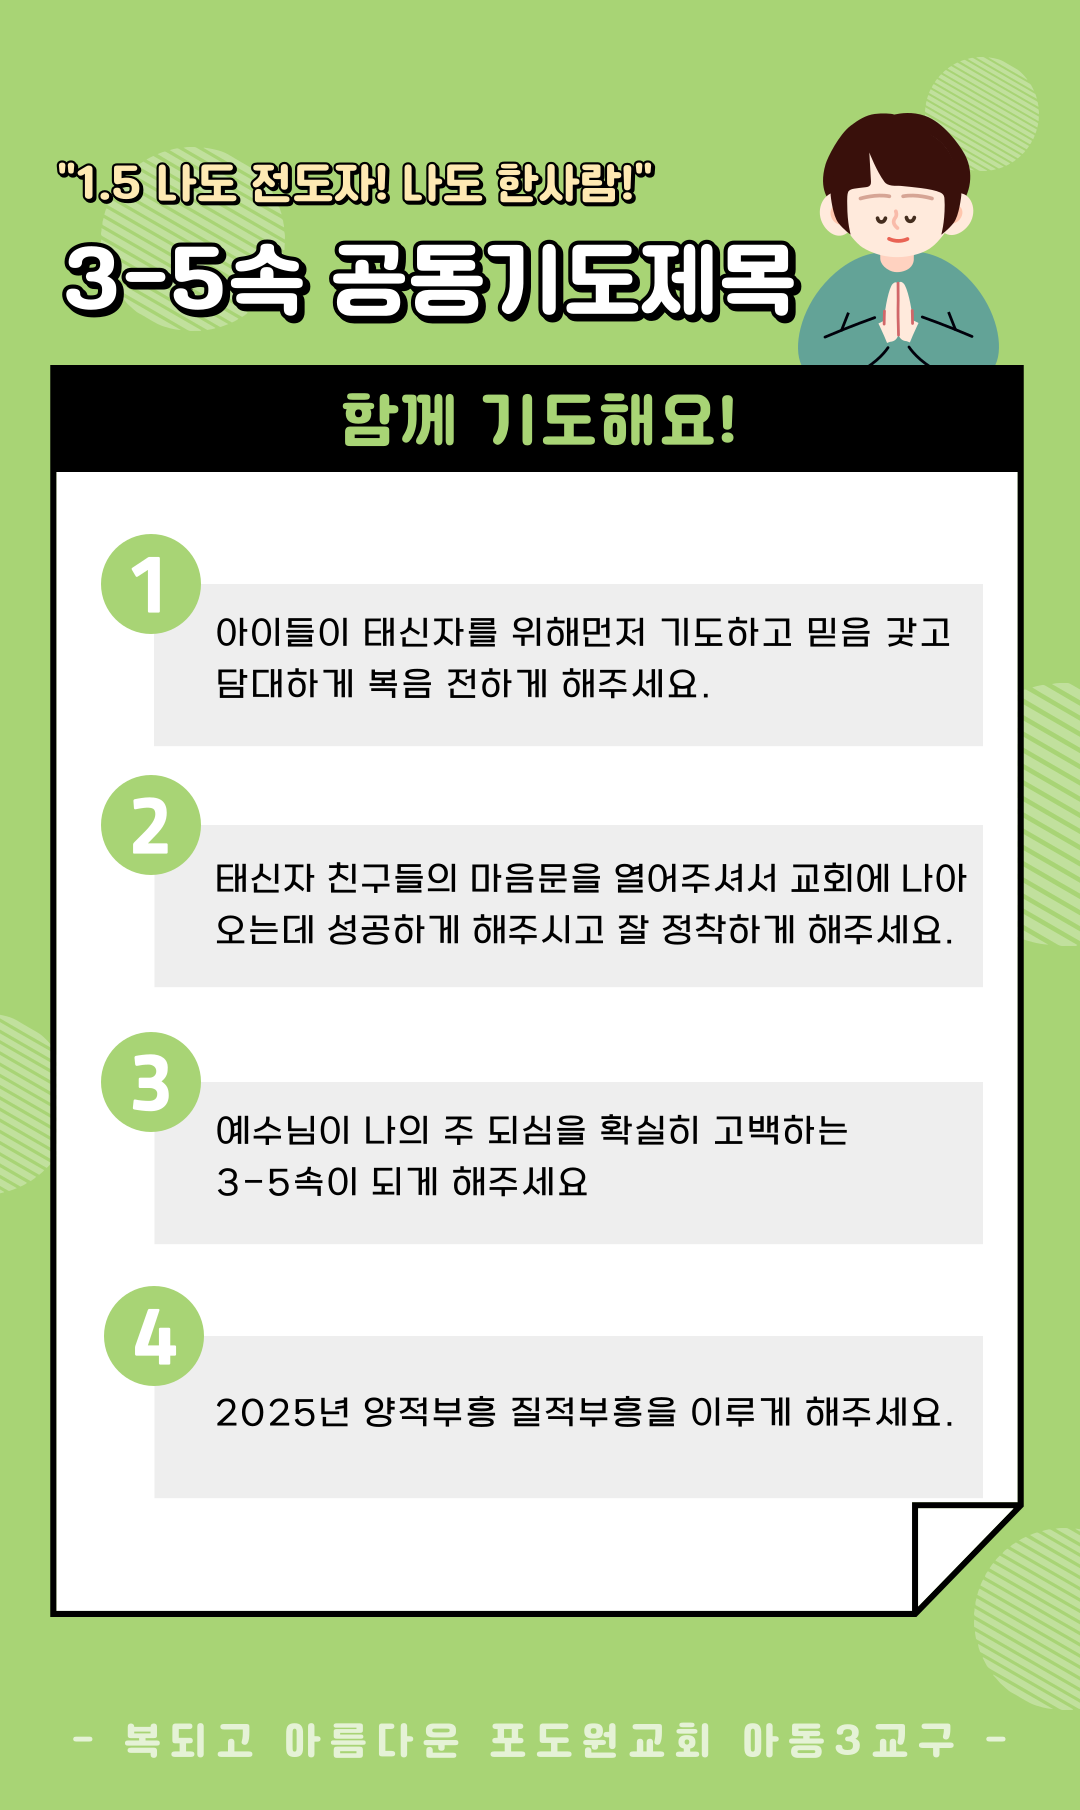 "1.5 나도 전도자! 나도 한사람!"
3-5속 공동기도제목
함께 기도해요!
1
아이들이 태신자를 위해먼저 기도하고 믿음 갖고
담대하게 복음 전하게 해주세요.
2
태신자 친구들의 마음문을 열어주셔서 교회에 나아
오는데 성공하게 해주시고 잘 정착하게 해주세요.
3
예수님이 나의 주 되심을 확실히 고백하는
3-5속이 되게 해주세요
4
2025년 양적부흥 질적부흥을 이루게 해주세요.
- 복되고 아름다운 포도원교회 아동3교구 -